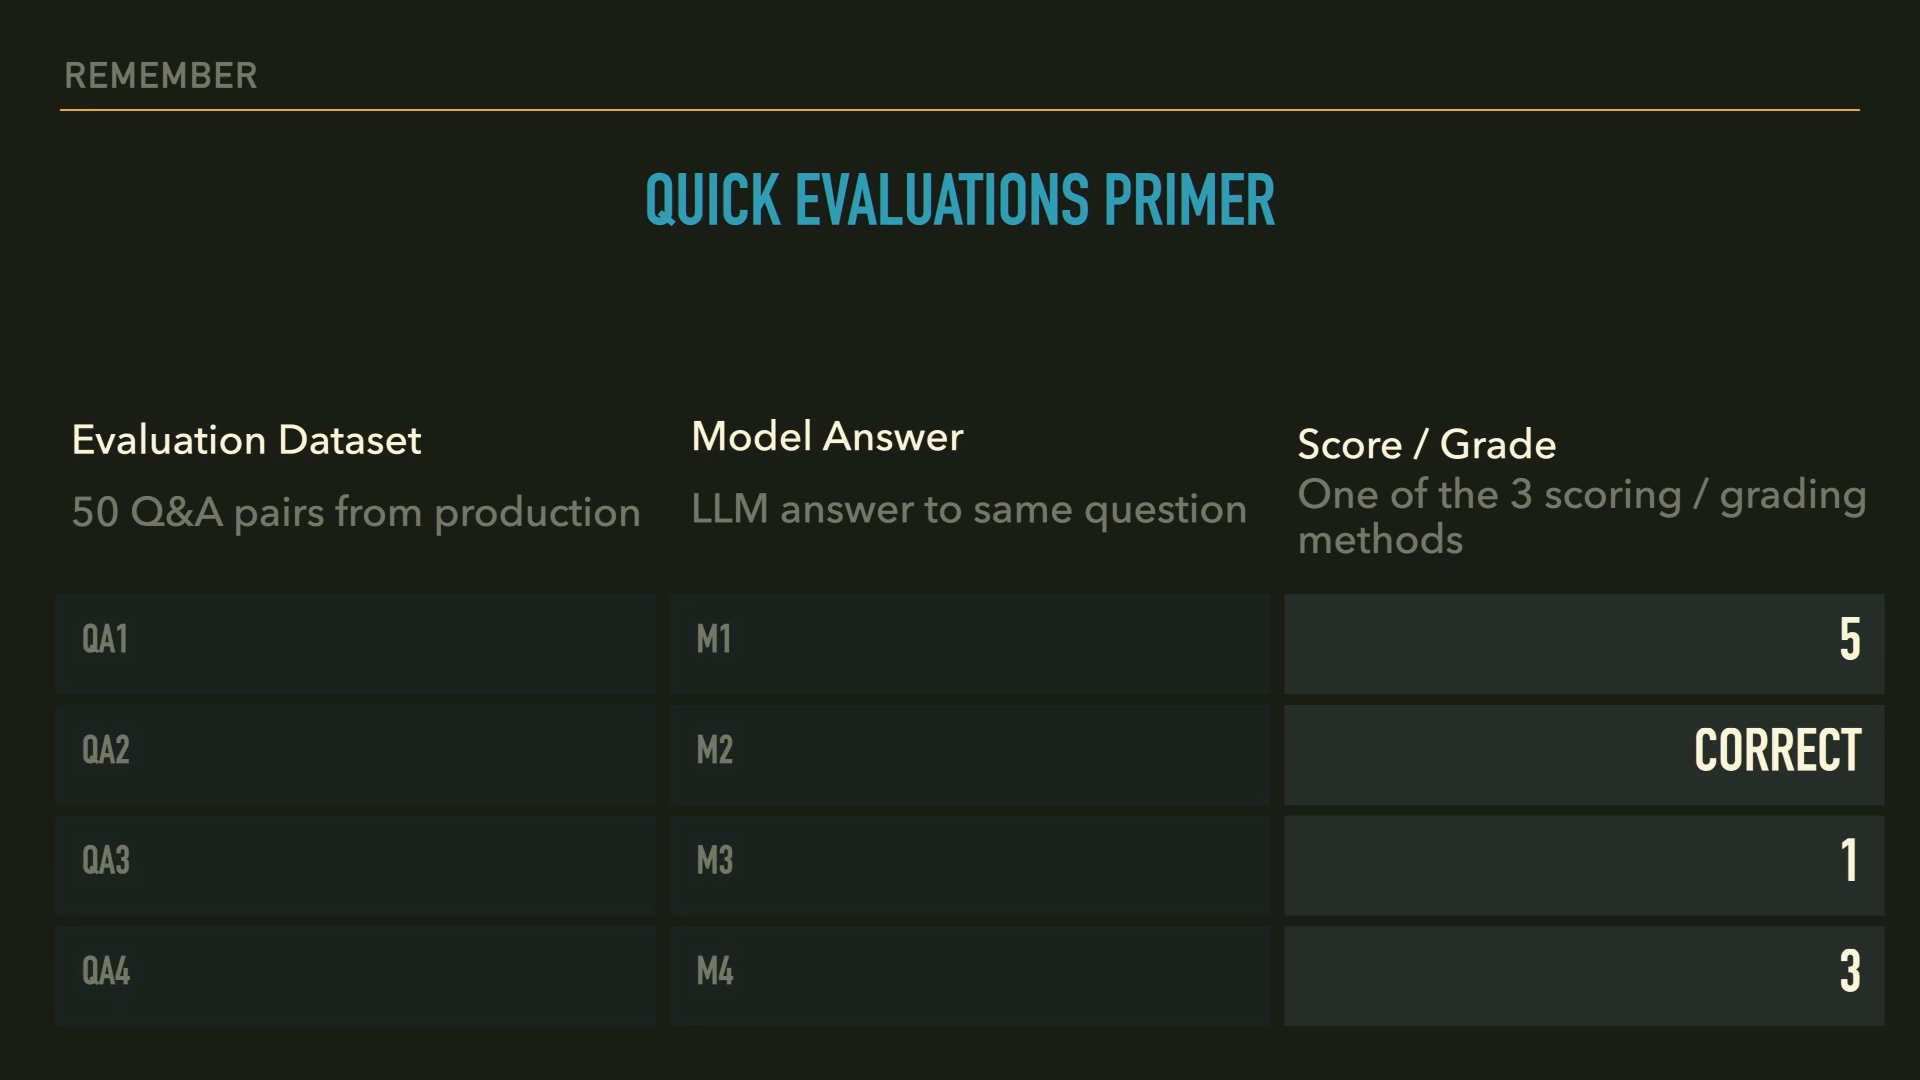 REMEMBER
QUICK EVALUATIONS PRIMER
Evaluation Dataset
50 Q&A pairs from production
Model Answer
LLM answer to same question
Score / Grade
One of the 3 scoring / grading
methods
QA1
M1
5
QA2
M2
CORRECT
QA3
M3
1
QA4
M4
3